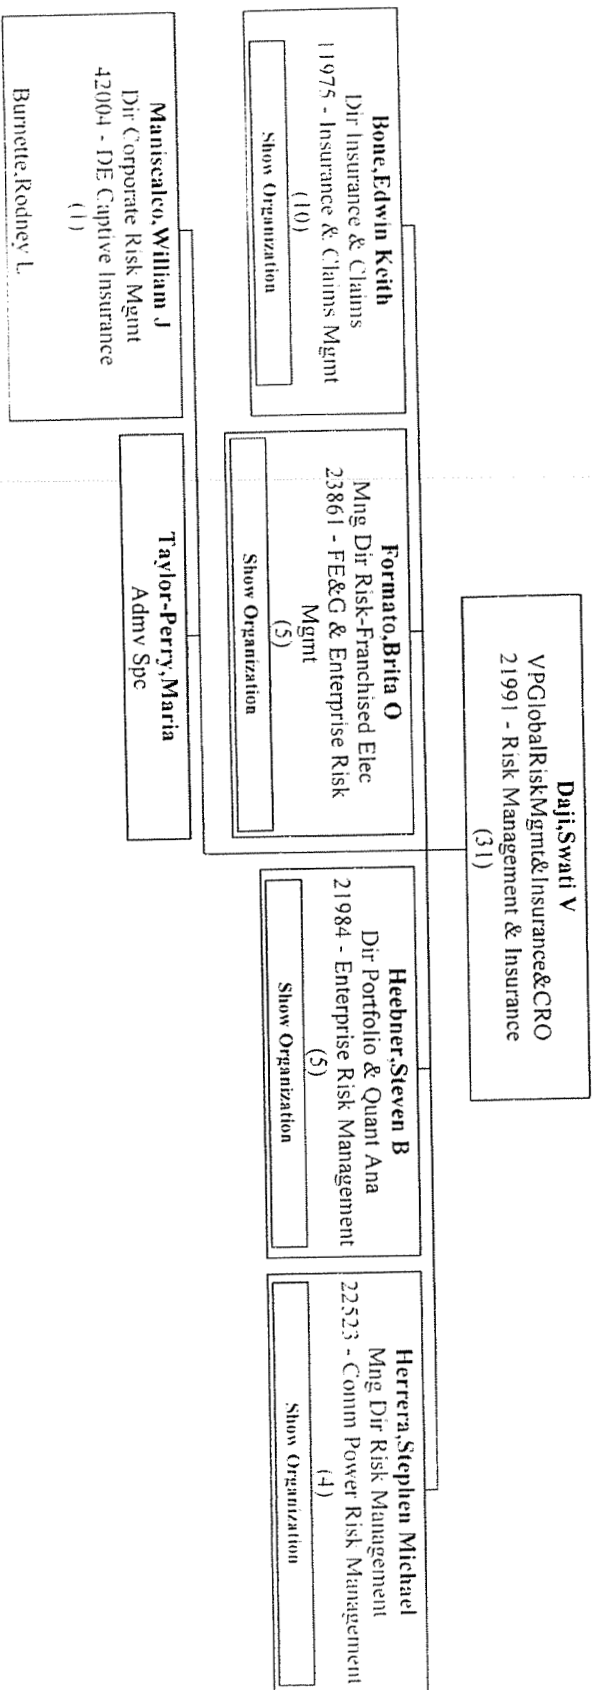 Daji,Swati V
VPGlobalRiskMgmt&Insurance&CRO
21991 - Risk Management & Insurance
(31)
Bone,Edwin Keith
Dir Insurance & Claims
11975 - Insurance & Claims Mgmt
(10)
Show Organization
Formato,Brita O
Mng Dir Risk-Franchised Elec
23861 - FE&G & Enterprise Risk
Mgmt
(5)
Show Organization
Heebner,Steven B
Dir Portfolio & Quant Ana
21984 - Enterprise Risk Management
(5)
Show Organization
Herrera,Stephen Michael
Mng Dir Risk Management
22523 - Comm Power Risk Management
(4)
Show Organization
Maniscalco,William J
Dir Corporate Risk Mgmt
42004 - DE Captive Insurance
(1)
Burnette,Rodney L
Taylor-Perry,Maria
Admv Spc